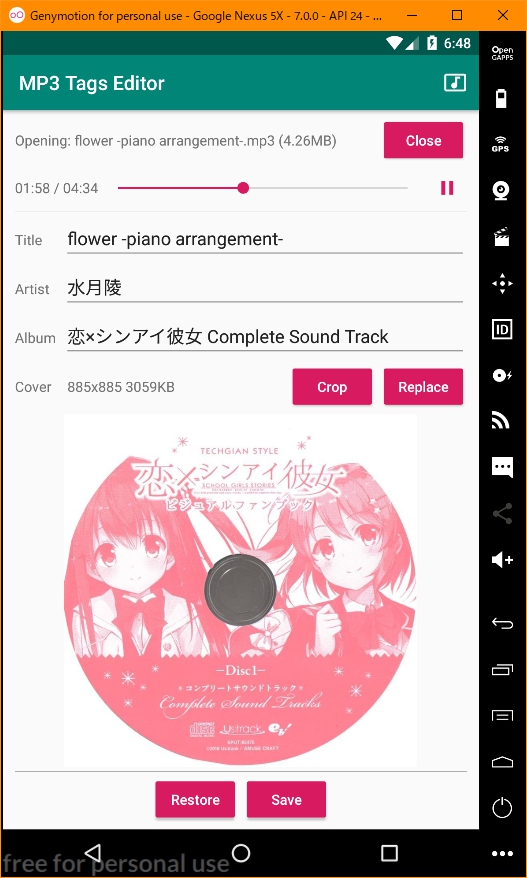 Genymotion for personal use - Google Nexus 5X - 7.0.0 - API 24 - ...
6:48
Open GAPPS
MP3 Tags Editor
Opening: flower -piano arrangement-.mp3 (4.26MB)
Close
GPS
01:58 / 04:34
Title
flower -piano arrangement-
Artist
水月陵
ID
Album
恋×シンアイ彼女 Complete Sound Track
Cover
885x885 3059KB
Crop
Replace
TECHGIAN STYLE
恋×シンアイ彼女
SCHOOL GIRLS STORIES
ビジュアルファンブック
–Disc1–
コンプリートサウンドトラック
Complete Sound Tracks
Ustrack
Restore
Save
free for personal use